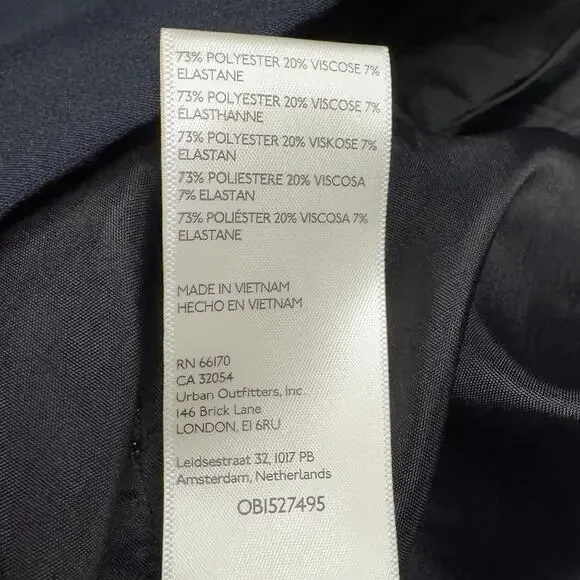 73% POLYESTER 20% VISCOSE 7%
ELASTANE
73% POLYESTER 20% VISCOSE 7%
ÉLASTHANNE
73% POLYESTER 20% VISKOSE 7%
ELASTAN
73% POLIESTERE 20% VISCOSA
7% ELASTAN
73% POLIÉSTER 20% VISCOSA 7%
ELASTANE
MADE IN VIETNAM
HECHO EN VIETNAM
RN 66170
CA 32054
Urban Outfitters, Inc.
146 Brick Lane
LONDON, E1 6RU
Leidsestraat 32, 1017 PB
Amsterdam, Netherlands
OB1527495